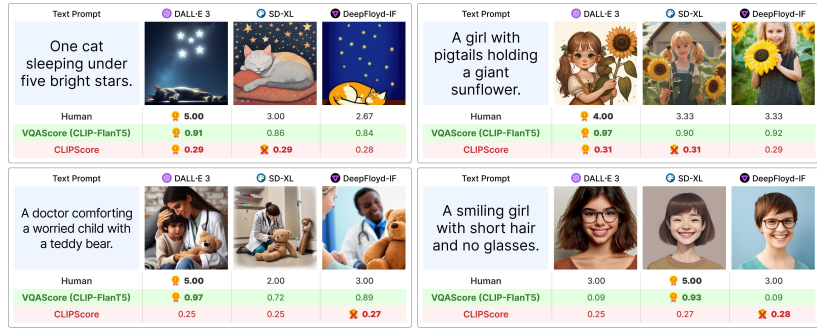 Text Prompt DALL·E 3 SD-XL DeepFloyd-IF
One cat
sleeping under
five bright stars.
Human 5.00 3.00 2.67
VQAScore (CLIP-FlanT5) 0.91 0.86 0.84
CLIPScore 0.29 0.29 0.28
Text Prompt DALL·E 3 SD-XL DeepFloyd-IF
A girl with
pigtails holding
a giant
sunflower.
Human 4.00 3.33 3.33
VQAScore (CLIP-FlanT5) 0.97 0.90 0.92
CLIPScore 0.31 0.31 0.29
Text Prompt DALL·E 3 SD-XL DeepFloyd-IF
A doctor comforting
a worried child with
a teddy bear.
Human 5.00 2.00 3.00
VQAScore (CLIP-FlanT5) 0.97 0.72 0.89
CLIPScore 0.25 0.25 0.27
Text Prompt DALL·E 3 SD-XL DeepFloyd-IF
A smiling girl
with short hair
and no glasses.
Human 3.00 5.00 3.00
VQAScore (CLIP-FlanT5) 0.09 0.93 0.09
CLIPScore 0.25 0.27 0.28